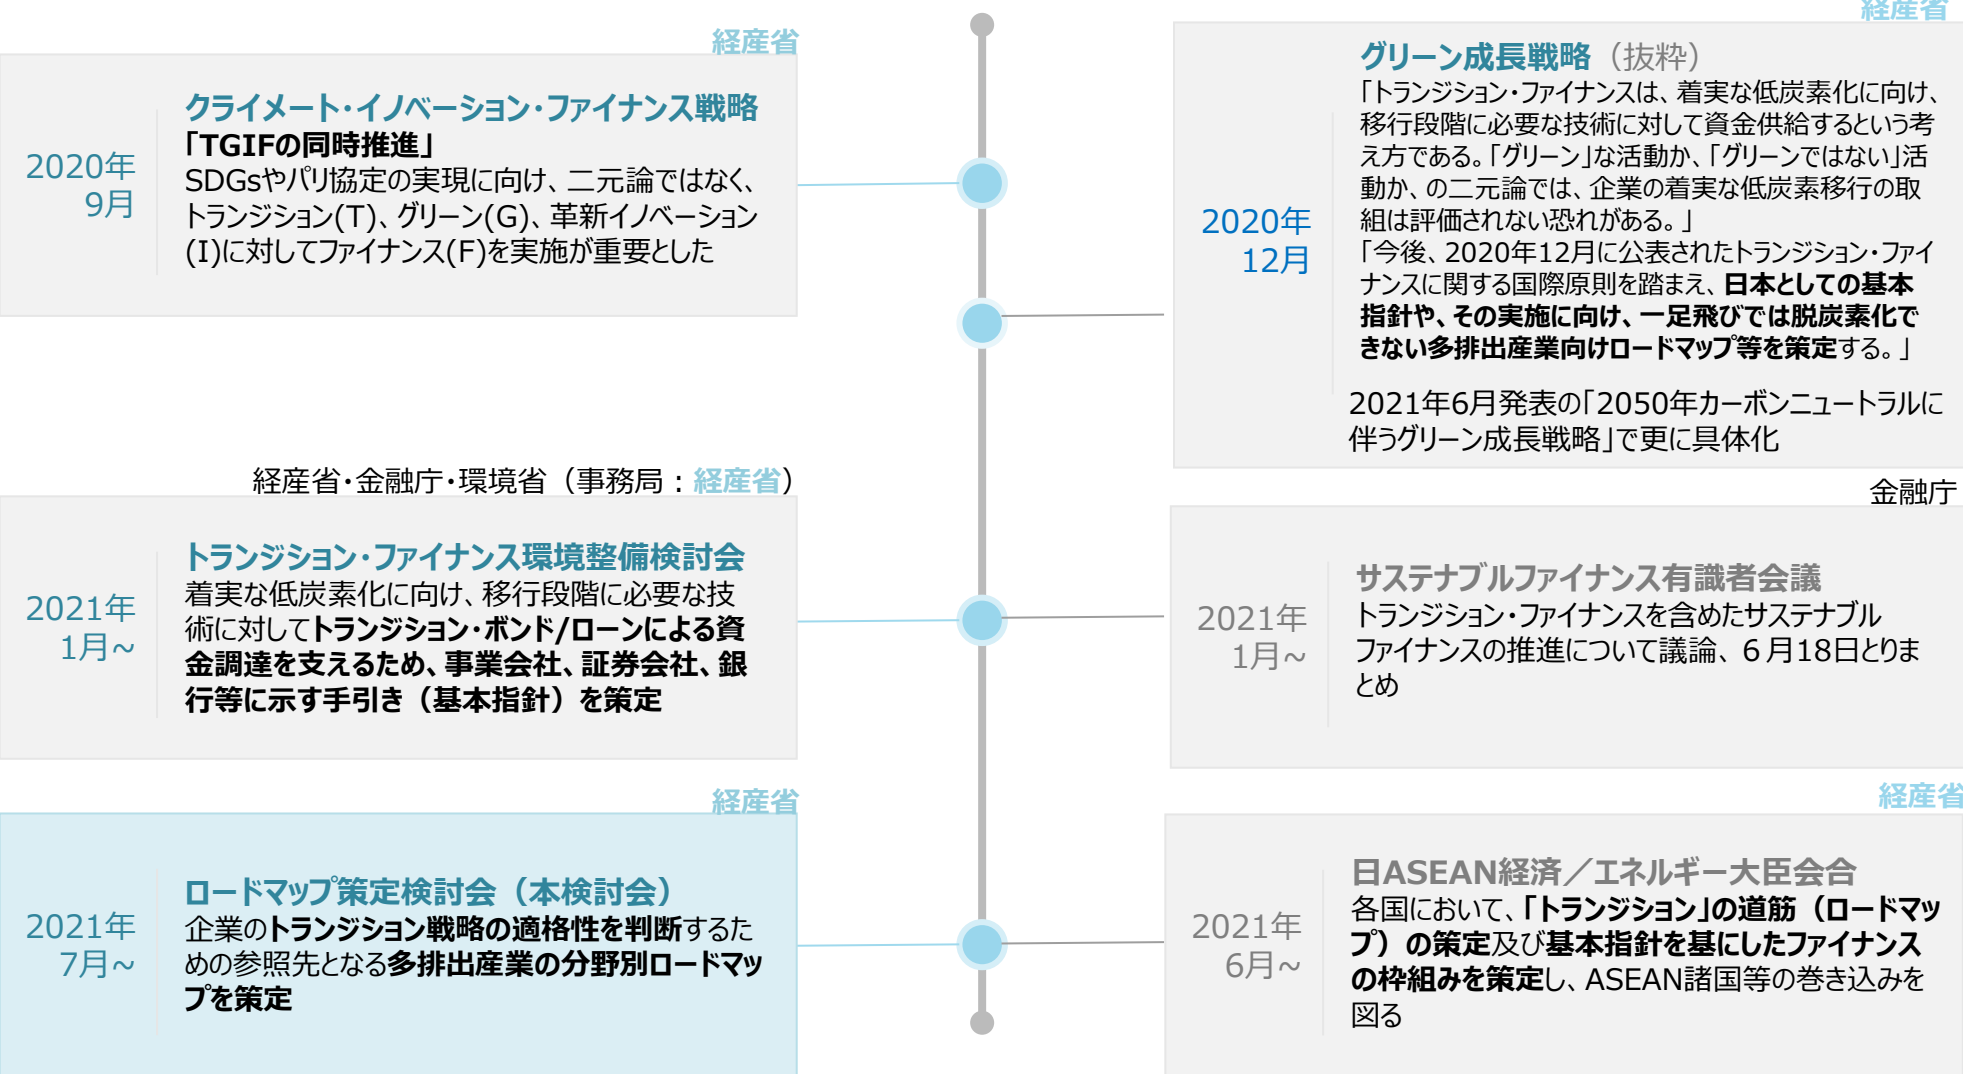 経産省
2020年
9月
クライメート・イノベーション・ファイナンス戦略
「TGIFの同時推進」
SDGsやパリ協定の実現に向け、二元論ではなく、
トランジション(T)、グリーン(G)、革新イノベーション
(I)に対してファイナンス(F)を実施が重要とした
経産省
2020年
12月
グリーン成長戦略（抜粋）
「トランジション・ファイナンスは、着実な低炭素化に向け、
移行段階に必要な技術に対して資金供給するという考
え方である。「グリーン」な活動か、「グリーンではない」活
動か、の二元論では、企業の着実な低炭素移行の取
組は評価されない恐れがある。」
「今後、2020年12月に公表されたトランジション・ファイ
ナンスに関する国際原則を踏まえ、日本としての基本
指針や、その実施に向け、一足飛びでは脱炭素化で
きない多排出産業向けロードマップ等を策定する。」
2021年6月発表の「2050年カーボンニュートラルに
伴うグリーン成長戦略」で更に具体化
経産省・金融庁・環境省（事務局：経産省）
2021年
1月~
トランジション・ファイナンス環境整備検討会
着実な低炭素化に向け、移行段階に必要な技
術に対してトランジション・ボンド/ローンによる資
金調達を支えるため、事業会社、証券会社、銀
行等に示す手引き（基本指針）を策定
金融庁
2021年
1月~
サステナブルファイナンス有識者会議
トランジション・ファイナンスを含めたサステナブル
ファイナンスの推進について議論、６月18日とりま
とめ
経産省
2021年
7月~
ロードマップ策定検討会（本検討会）
企業のトランジション戦略の適格性を判断するた
めの参照先となる多排出産業の分野別ロードマッ
プを策定
経産省
2021年
6月~
日ASEAN経済／エネルギー大臣会合
各国において、「トランジション」の道筋（ロードマッ
プ）の策定及び基本指針を基にしたファイナンス
の枠組みを策定し、ASEAN諸国等の巻き込みを
図る